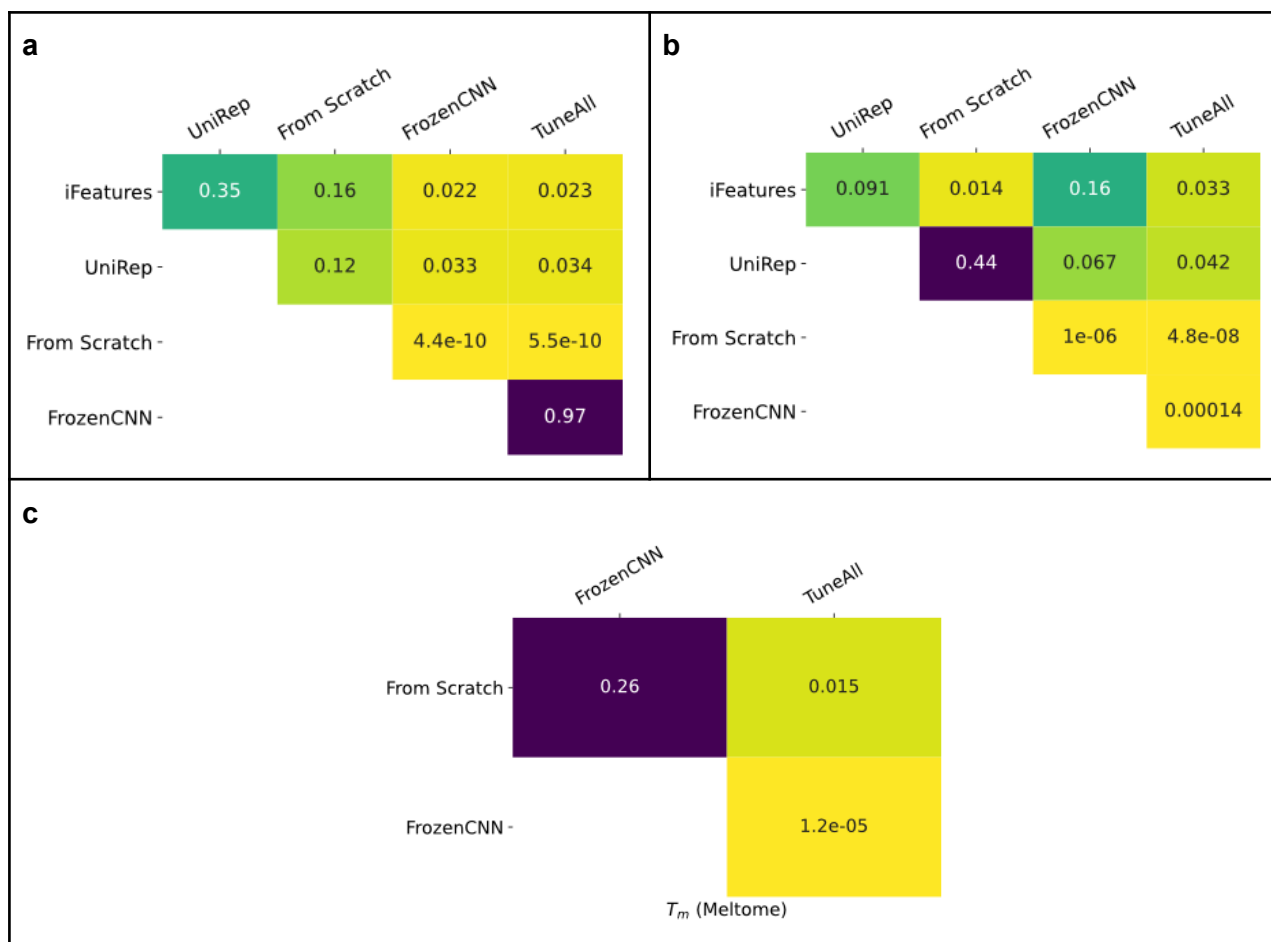 a
UniRep From Scratch FrozenCNN TuneAll
iFeatures 0.35 0.16 0.022 0.023
UniRep 0.12 0.033 0.034
From Scratch 4.4e-10 5.5e-10
FrozenCNN 0.97
b
UniRep From Scratch FrozenCNN TuneAll
iFeatures 0.091 0.014 0.16 0.033
UniRep 0.44 0.067 0.042
From Scratch 1e-06 4.8e-08
FrozenCNN 0.00014
c
FrozenCNN TuneAll
From Scratch 0.26 0.015
FrozenCNN 1.2e-05
Tm (Meltome)